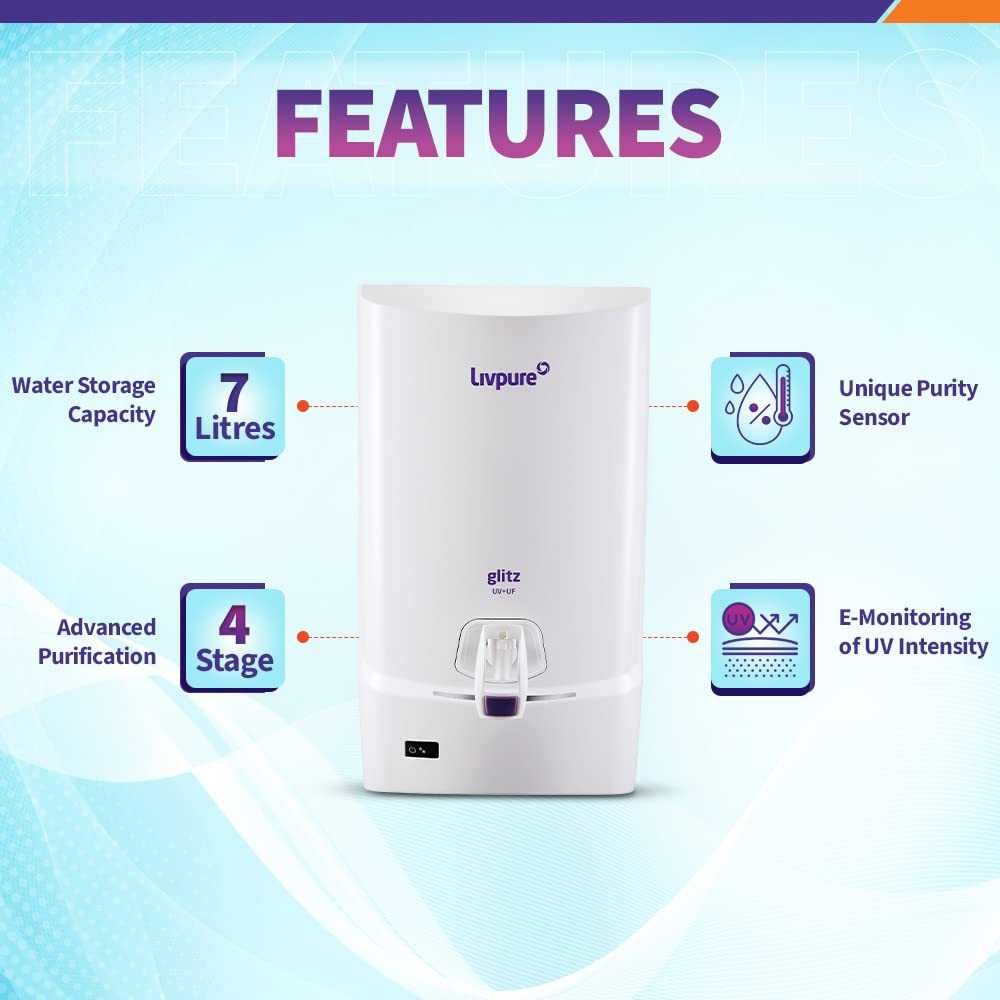 FEATURES
FEATURES
Livpure
Water Storage
Capacity
7
Litres
Unique Purity
Sensor
%
glitz
UV+UF
Advanced
Purification
4
Stage
UV
E-Monitoring
of UV Intensity